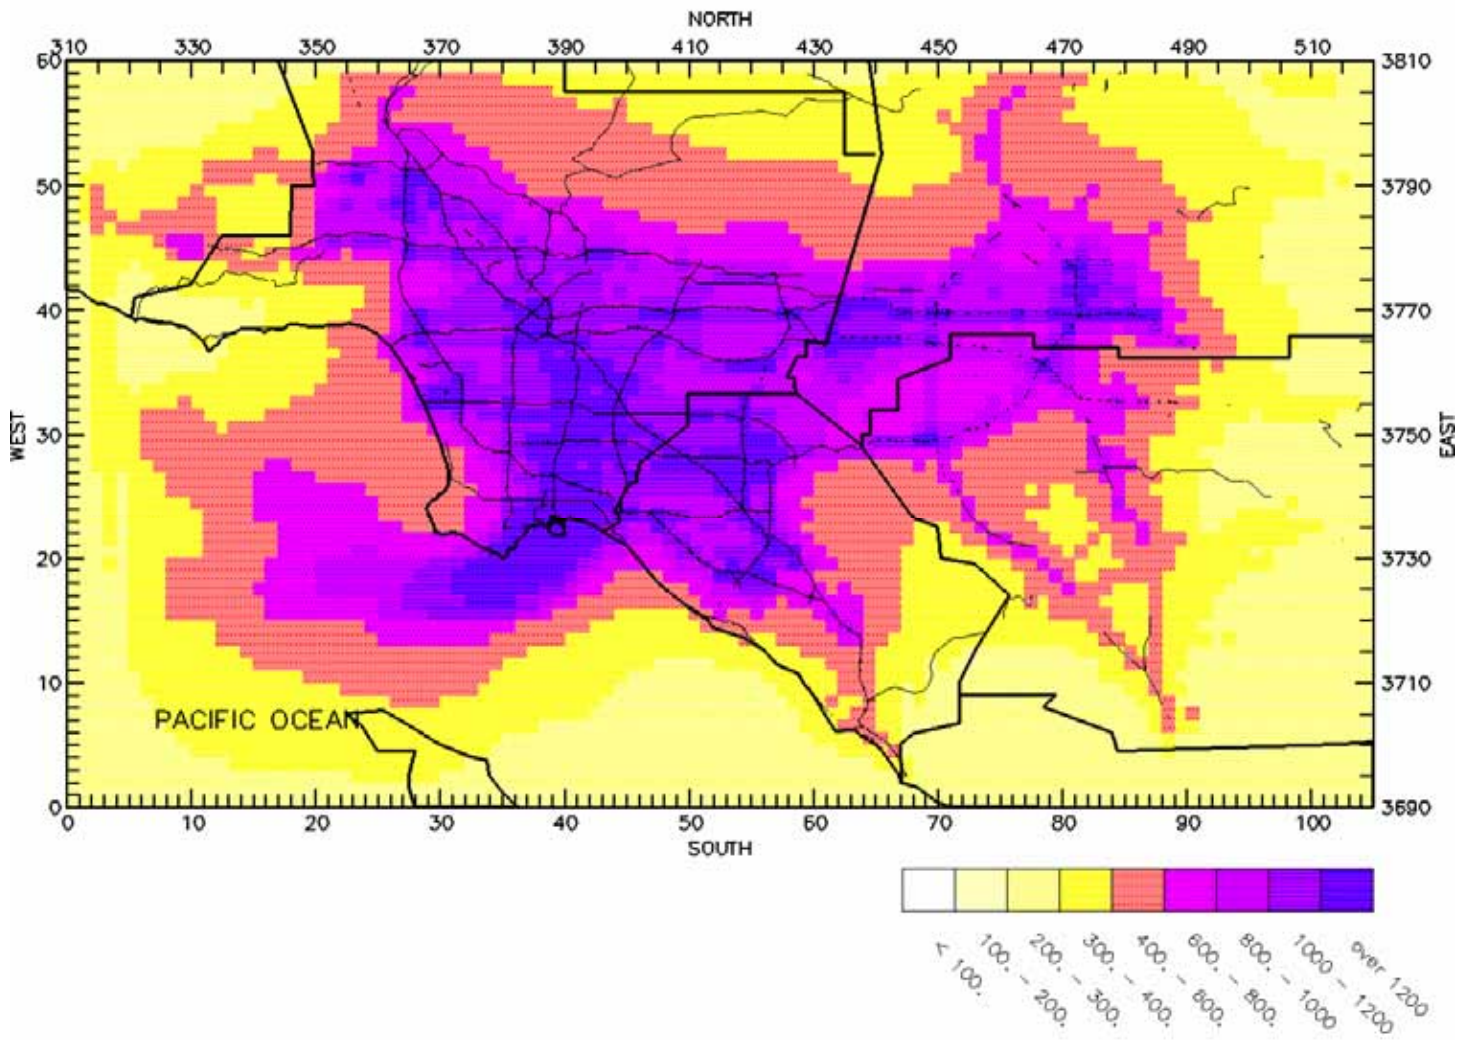 NORTH
310 330 350 370 390 410 430 450 470 490 510
60 3810
50 3790
40 3770
WEST
30 3750
EAST
20 3730
10 3710
PACIFIC OCEAN
0 3690
0 10 20 30 40 50 60 70 80 90 100
SOUTH
< 100.
100. - 200.
200. - 300.
300. - 400.
400. - 600.
600. - 800.
800. - 1000
1000 - 1200
over 1200